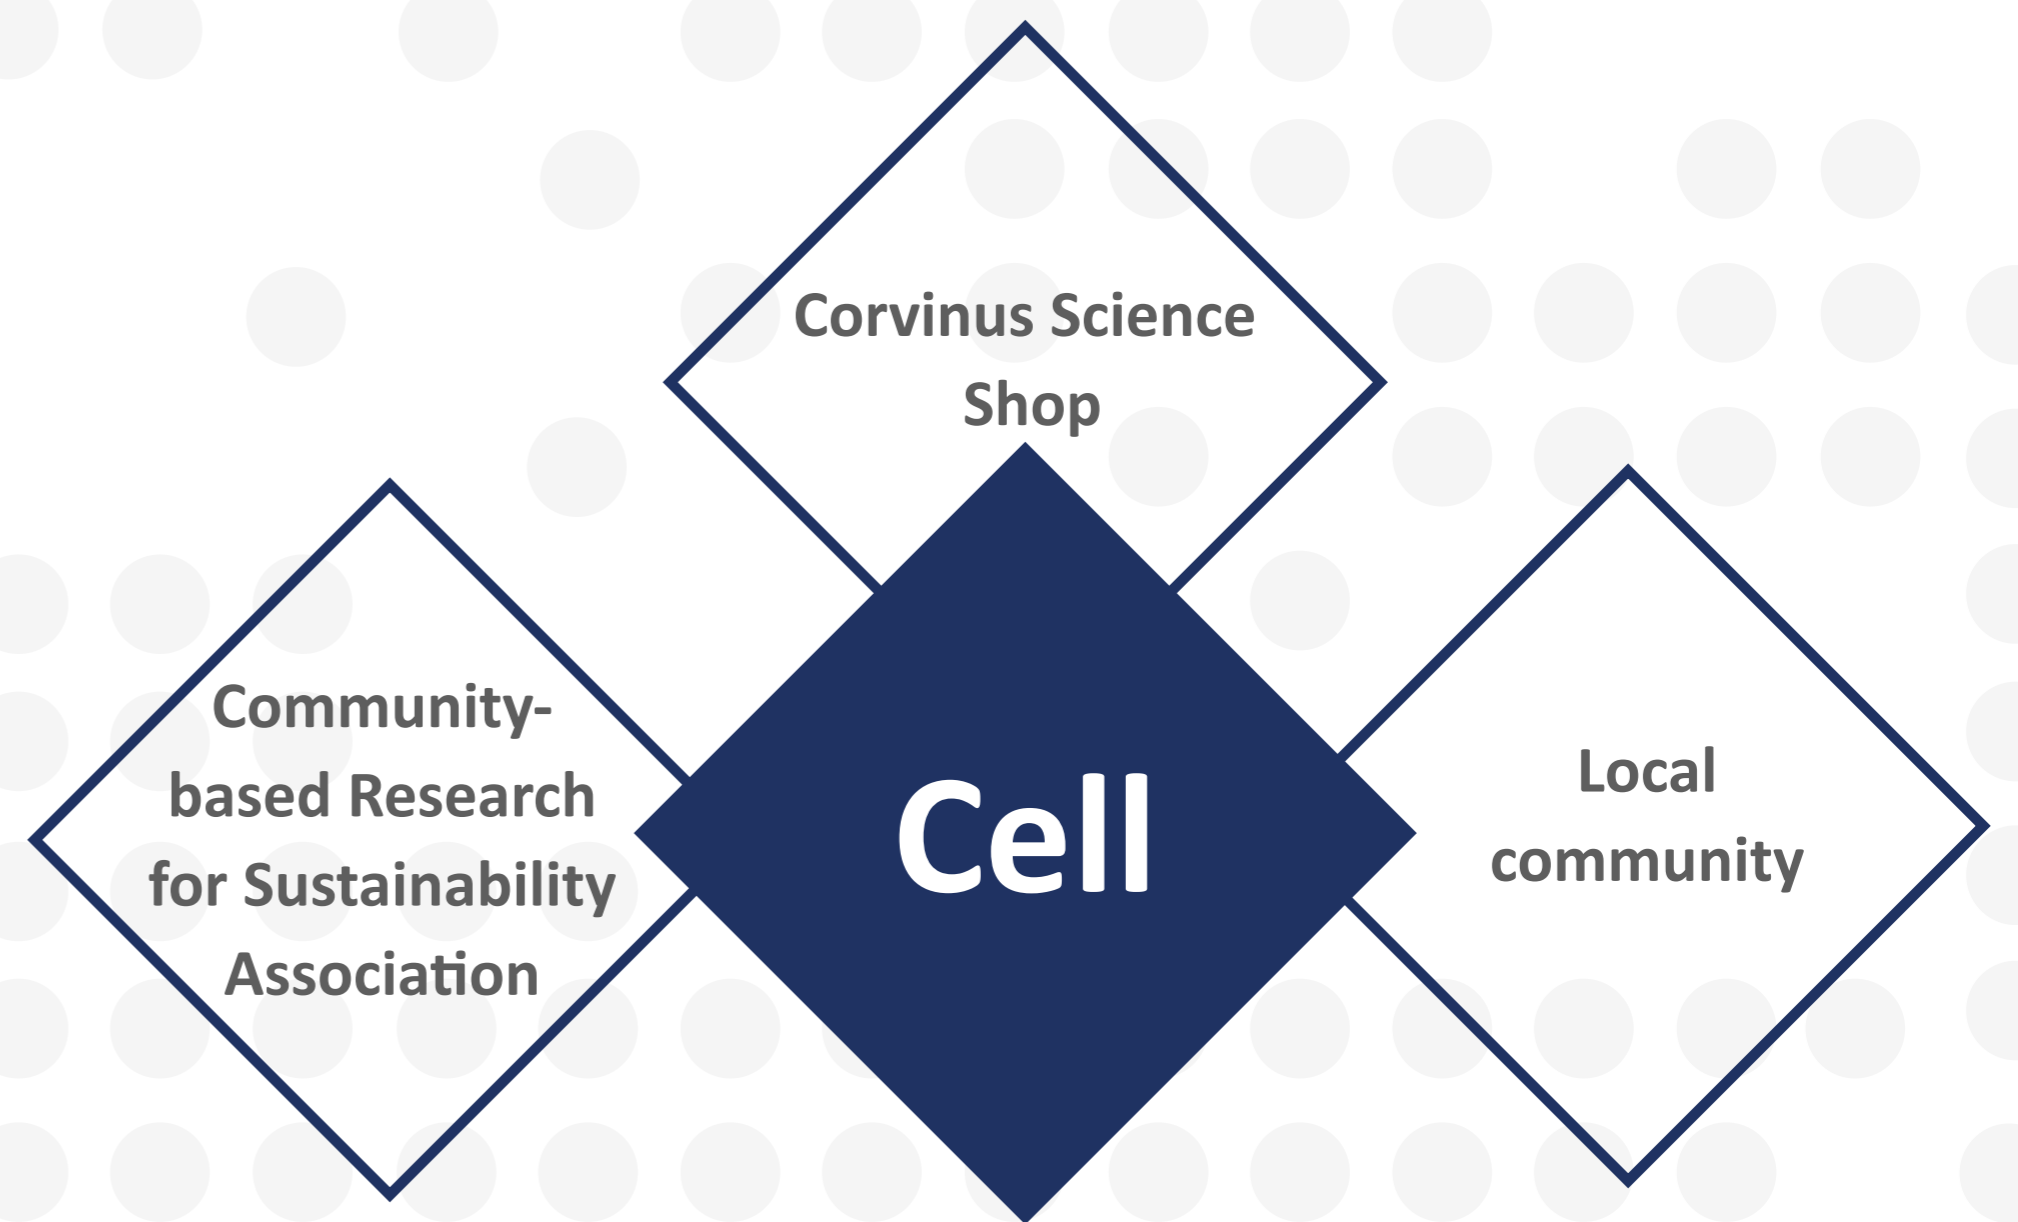 Corvinus Science
Shop
Community-
based Research
for Sustainability
Association
Cell
Local
community